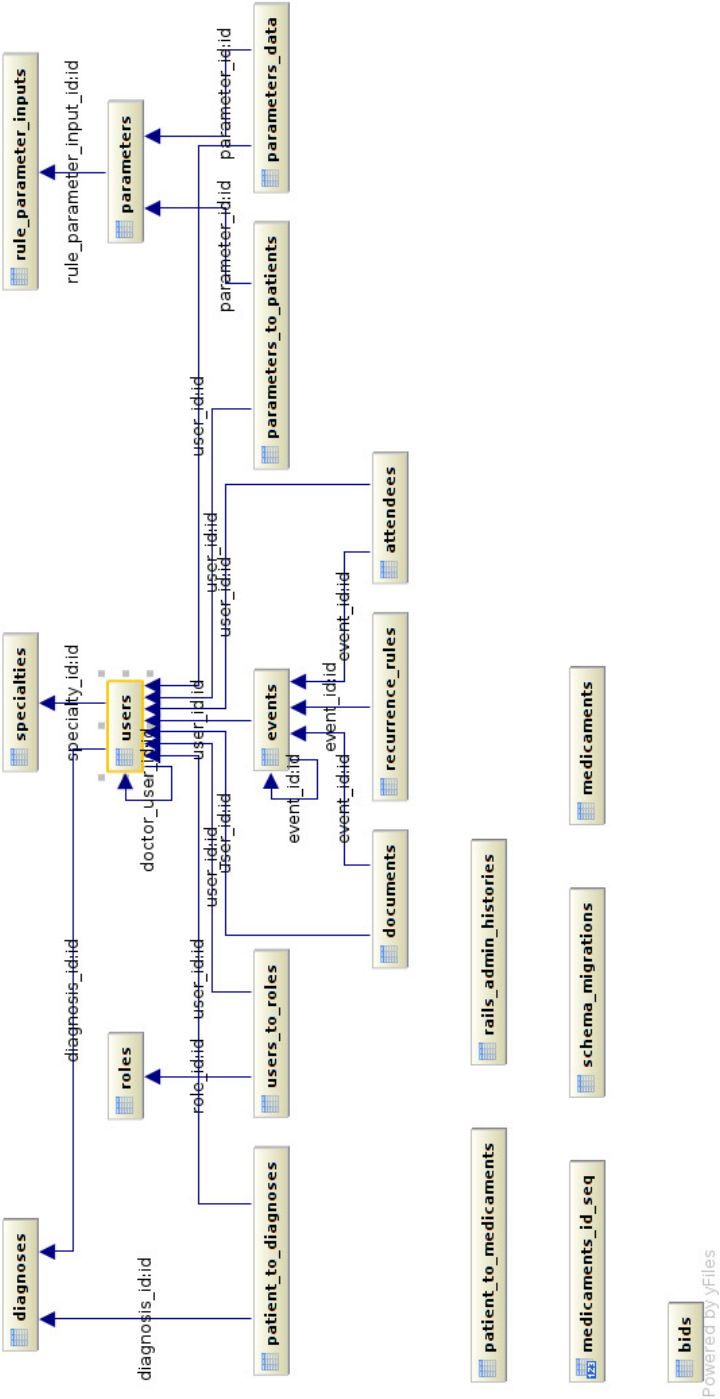 diagnoses
specialties
rule_parameter_inputs
diagnosis_id:id
specialty_id:id
rule_parameter_input_id:id
roles
users
parameters
diagnosis_id:id
doctor_user_id:id
role_id:id
user_id:id
user_id:id
user_id:id
user_id:id
user_id:id
user_id:id
user_id:id
parameter_id:id
parameter_id:id
patient_to_diagnoses
users_to_roles
events
parameters_to_patients
parameters_data
event_id:id
event_id:id
event_id:id
event_id:id
documents
recurrence_rules
attendees
patient_to_medicaments
rails_admin_histories
medicaments_id_seq
schema_migrations
medicaments
bids
Powered by yFiles